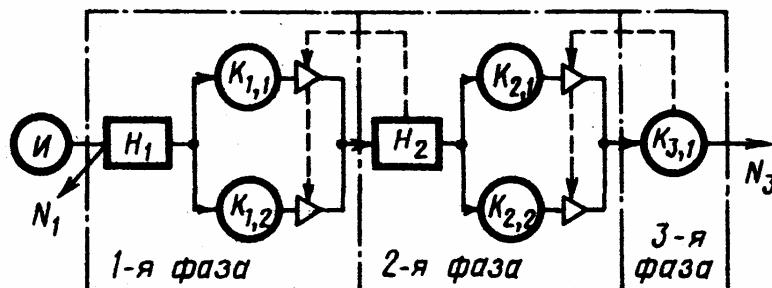 K1,1
K2,1
И
H1
H2
K3,1
N1
K1,2
K2,2
N3
1-я фаза
2-я фаза
3-я
фаза